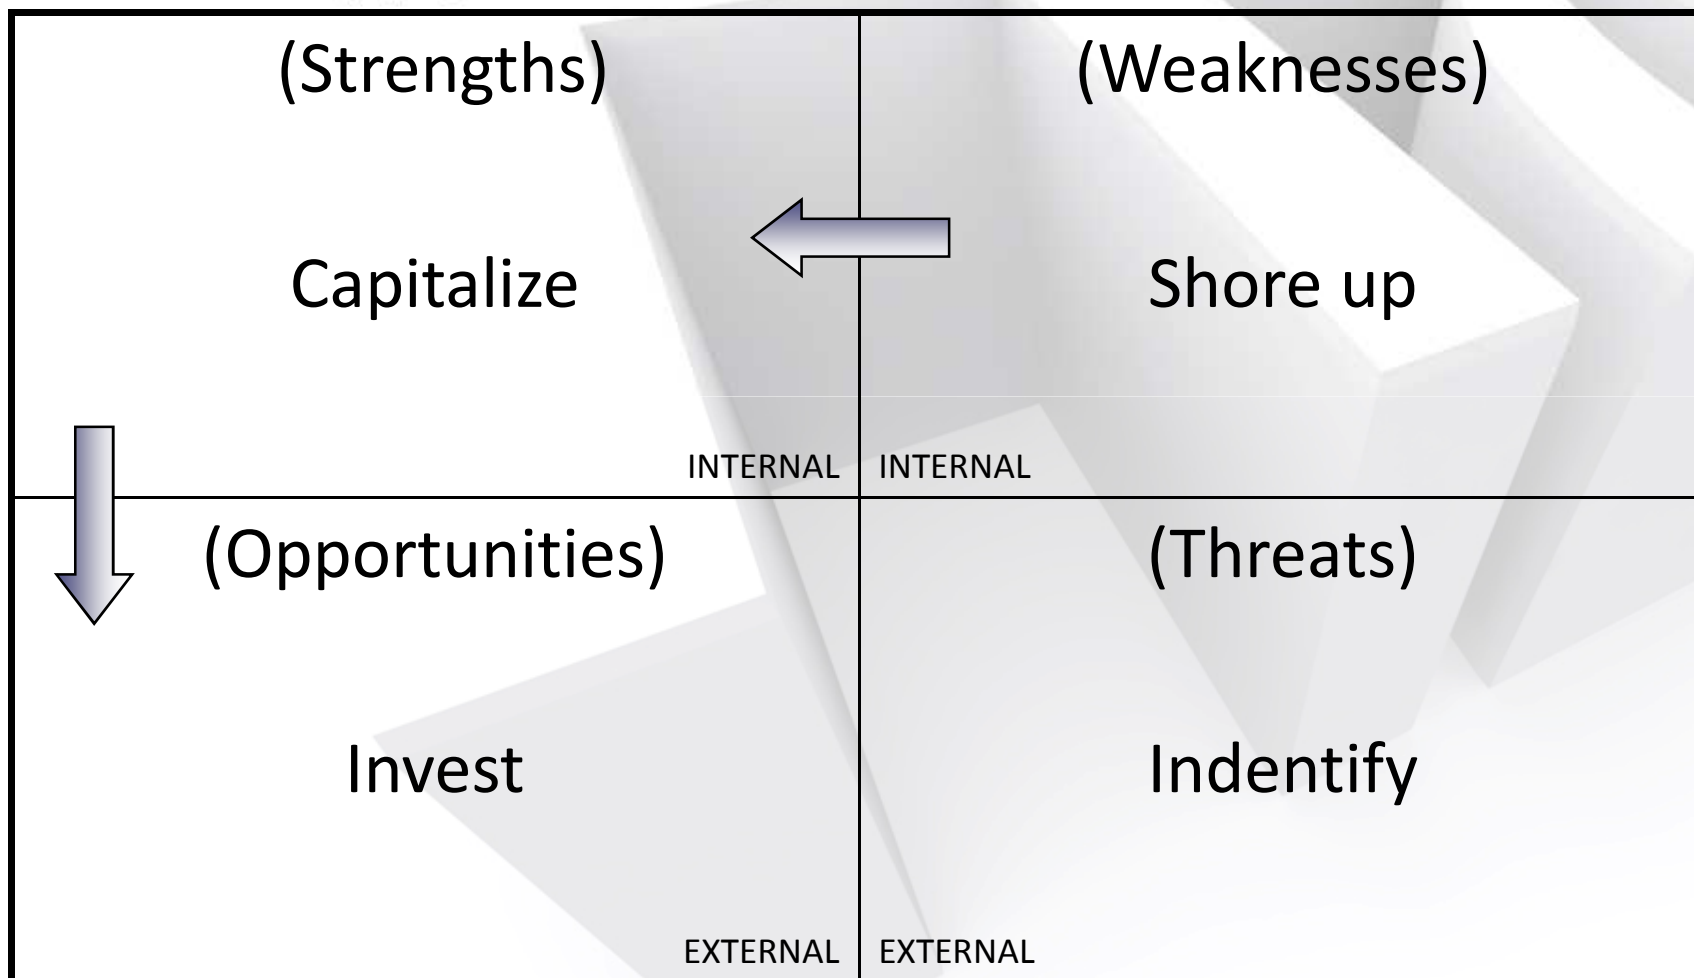 (Strengths)
Capitalize
INTERNAL
(Weaknesses)
Shore up
INTERNAL
(Opportunities)
Invest
EXTERNAL
(Threats)
Indentify
EXTERNAL